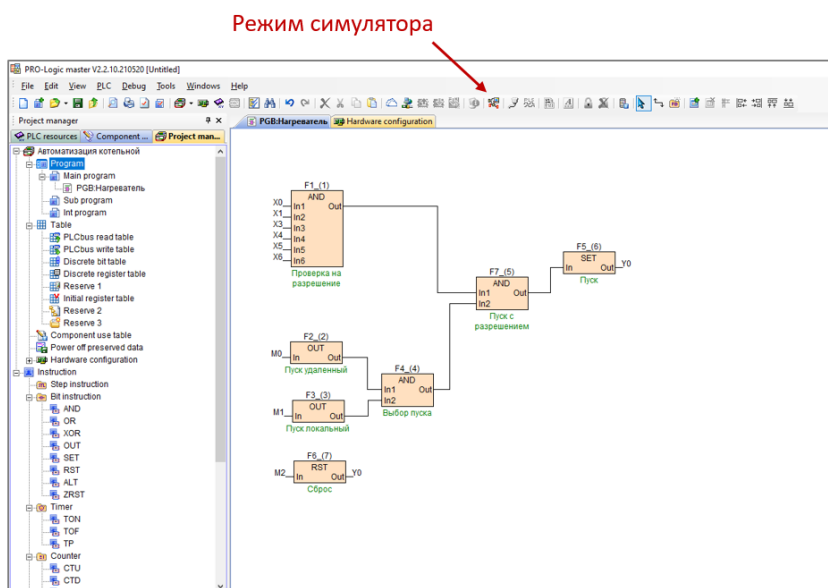 Режим симулятора
PRO-Logic master V2.2.10.210520 [Untitled]
File Edit View PLC Debug Tools Windows Help
Project manager
PLC resources Component ... Project man...
PGB:Нагреватель Hardware configuration
Автоматизация котельной
Program
Main program
PGB:Нагреватель
Sub program
Int program
Table
PLCbus read table
PLCbus write table
Discrete bit table
Discrete register table
Reserve 1
Initial register table
Reserve 2
Reserve 3
Component use table
Power off preserved data
Hardware configuration
Instruction
Step instruction
Bit instruction
AND
OR
XOR
OUT
SET
RST
ALT
ZRST
Timer
TON
TOF
TP
Counter
CTU
CTD
F1_(1)
AND
X0 In1 Out
X1 In2
X3 In3
X4 In4
X5 In5
X6 In6
Проверка на
разрешение
F5_(6)
SET
In Out Y0
Пуск
F7_(5)
AND
In1 Out
In2
Пуск с
разрешением
F2_(2)
OUT
M0 In Out
Пуск удаленный
F4_(4)
AND
In1 Out
In2
Выбор пуска
F3_(3)
OUT
M1 In Out
Пуск локальный
F6_(7)
RST
M2 In Out Y0
Сброс